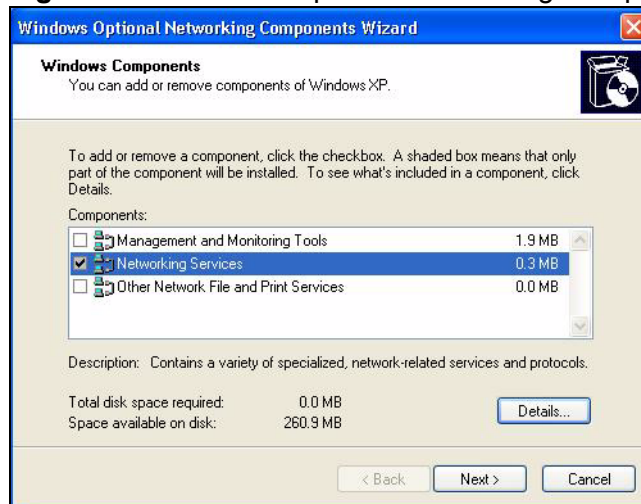 Windows Optional Networking Components Wizard
Windows Components
You can add or remove components of Windows XP.
To add or remove a component, click the checkbox. A shaded box means that only
part of the component will be installed. To see what's included in a component, click
Details.
Components:
Management and Monitoring Tools 1.9 MB
Networking Services 0.3 MB
Other Network File and Print Services 0.0 MB
Description: Contains a variety of specialized, network-related services and protocols.
Total disk space required: 0.0 MB
Space available on disk: 260.9 MB
Details...
< Back Next > Cancel